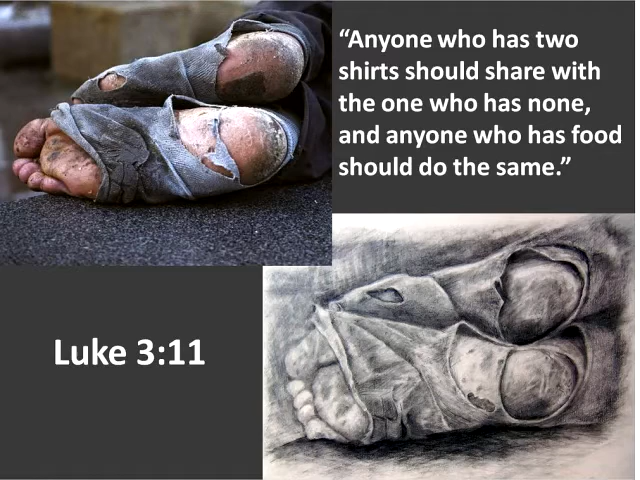 “Anyone who has two
shirts should share with
the one who has none,
and anyone who has food
should do the same.”
Luke 3:11